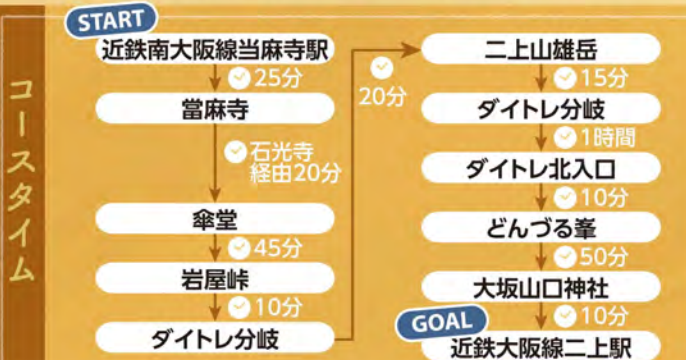 コースタイム
START
近鉄南大阪線当麻寺駅
25分
當麻寺
石光寺
経由20分
傘堂
45分
岩屋峠
10分
ダイトレ分岐
20分
二上山雄岳
15分
ダイトレ分岐
1時間
ダイトレ北入口
10分
どんづる峯
50分
大坂山口神社
10分
GOAL
近鉄大阪線二上駅